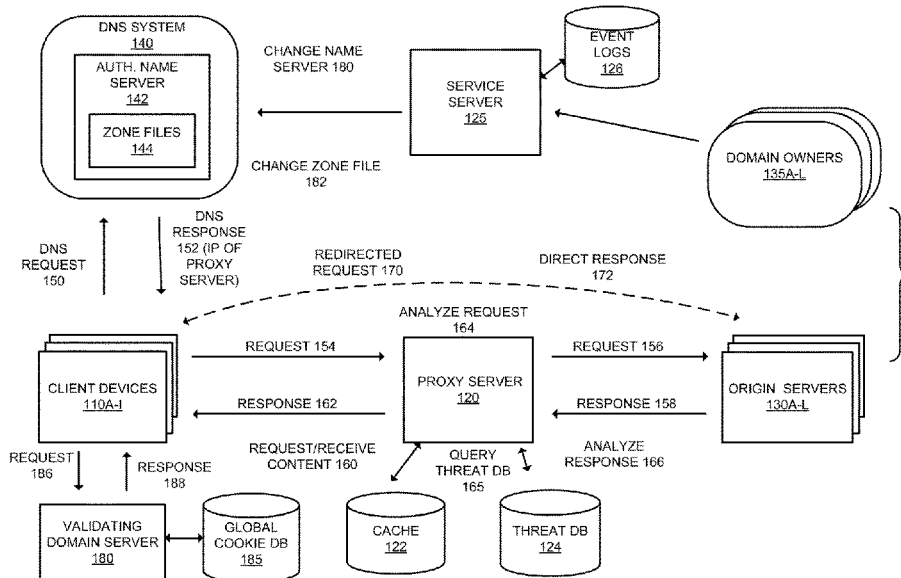 DNS SYSTEM
140
AUTH. NAME
SERVER
142
ZONE FILES
144
CHANGE NAME
SERVER 180
CHANGE ZONE FILE
182
SERVICE
SERVER
125
EVENT
LOGS
126
DOMAIN OWNERS
135A-L
DNS
REQUEST
150
DNS
RESPONSE
152 (IP OF
PROXY
SERVER)
REDIRECTED
REQUEST 170
DIRECT RESPONSE
172
ANALYZE REQUEST
164
CLIENT DEVICES
110A-I
REQUEST 154
RESPONSE 162
PROXY SERVER
120
REQUEST 156
RESPONSE 158
ORIGIN SERVERS
130A-L
REQUEST
186
RESPONSE
188
REQUEST/RECEIVE
CONTENT 160
QUERY
THREAT DB
165
ANALYZE
RESPONSE 166
VALIDATING
DOMAIN SERVER
180
GLOBAL
COOKIE DB
185
CACHE
122
THREAT DB
124